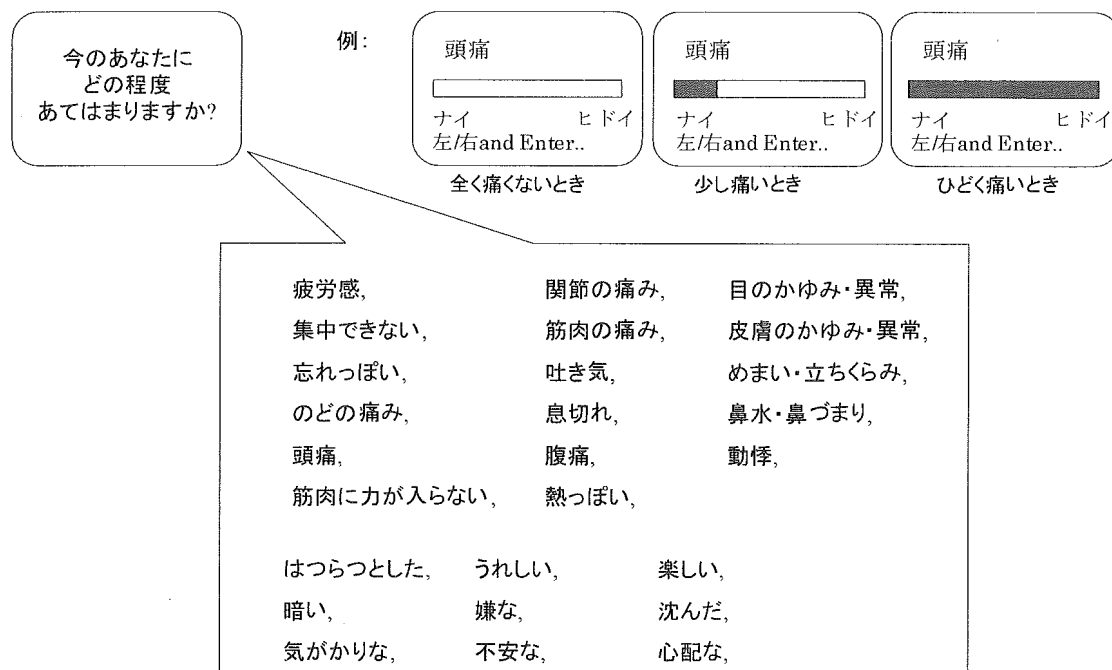 今のあなたに
どの程度
あてはまりますか?
例:
頭痛
ナイ ヒドイ
左/右and Enter..
全く痛くないとき
頭痛
ナイ ヒドイ
左/右and Enter..
少し痛いとき
頭痛
ナイ ヒドイ
左/右and Enter..
ひどく痛いとき
疲労感, 関節の痛み, 目のかゆみ・異常,
集中できない, 筋肉の痛み, 皮膚のかゆみ・異常,
忘れっぽい, 吐き気, めまい・立ちくらみ,
のどの痛み, 息切れ, 鼻水・鼻づまり,
頭痛, 腹痛, 動悸,
筋肉に力が入らない, 熱っぽい,
はつらつとした, うれしい, 楽しい,
暗い, 嫌な, 沈んだ,
気がかりな, 不安な, 心配な,